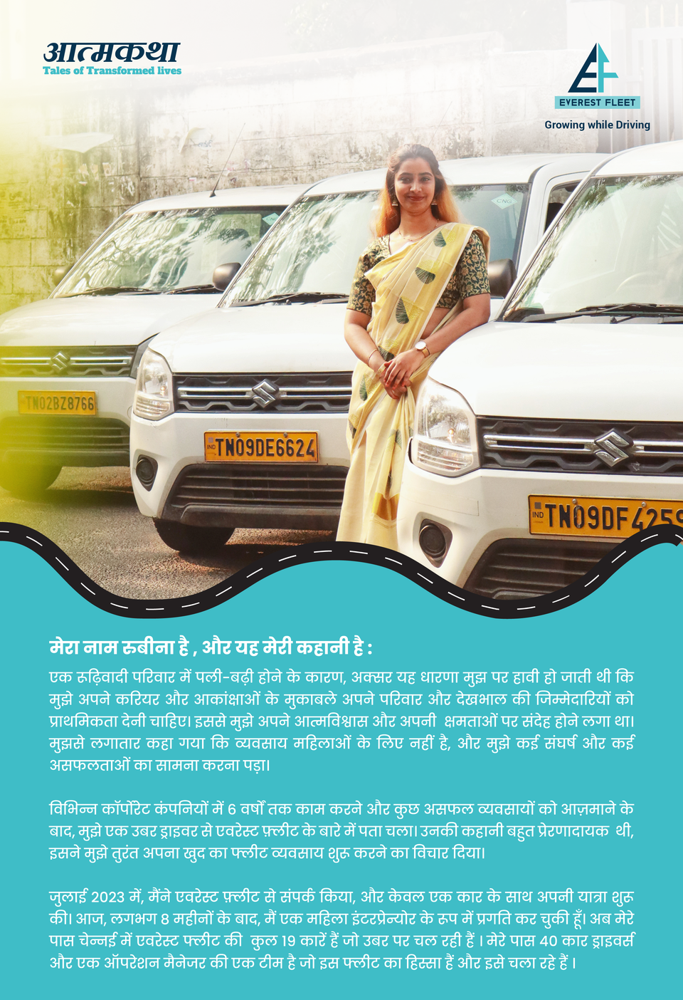 आत्मकथा
Tales of Transformed lives
EVEREST FLEET
Growing while Driving
CNG
CNG
TN02BZ8766
IND TN09DE6624
IND TN09DF4259
मेरा नाम रुबीना है , और यह मेरी कहानी है :
एक रूढ़िवादी परिवार में पली-बढ़ी होने के कारण, अक्सर यह धारणा मुझ पर हावी हो जाती थी कि
मुझे अपने करियर और आकांक्षाओं के मुकाबले अपने परिवार और देखभाल की जिम्मेदारियों को
प्राथमिकता देनी चाहिए। इससे मुझे अपने आत्मविश्वास और अपनी क्षमताओं पर संदेह होने लगा था।
मुझसे लगातार कहा गया कि व्यवसाय महिलाओं के लिए नहीं है, और मुझे कई संघर्ष और कई
असफलताओं का सामना करना पड़ा।
विभिन्न कॉर्पोरेट कंपनियों में 6 वर्षों तक काम करने और कुछ असफल व्यवसायों को आज़माने के
बाद, मुझे एक उबर ड्राइवर से एवरेस्ट फ़्लीट के बारे में पता चला। उनकी कहानी बहुत प्रेरणादायक थी,
इसने मुझे तुरंत अपना खुद का फ्लीट व्यवसाय शुरू करने का विचार दिया।
जुलाई 2023 में, मैंने एवरेस्ट फ़्लीट से संपर्क किया, और केवल एक कार के साथ अपनी यात्रा शुरू
की। आज, लगभग 8 महीनों के बाद, मैं एक महिला इंटरप्रेन्योर के रूप में प्रगति कर चुकी हूँ। अब मेरे
पास चेन्नई में एवरेस्ट फ्लीट की कुल 19 कारें हैं जो उबर पर चल रही हैं । मेरे पास 40 कार ड्राइवर्स
और एक ऑपरेशन मैनेजर की एक टीम है जो इस फ्लीट का हिस्सा हैं और इसे चला रहे हैं ।